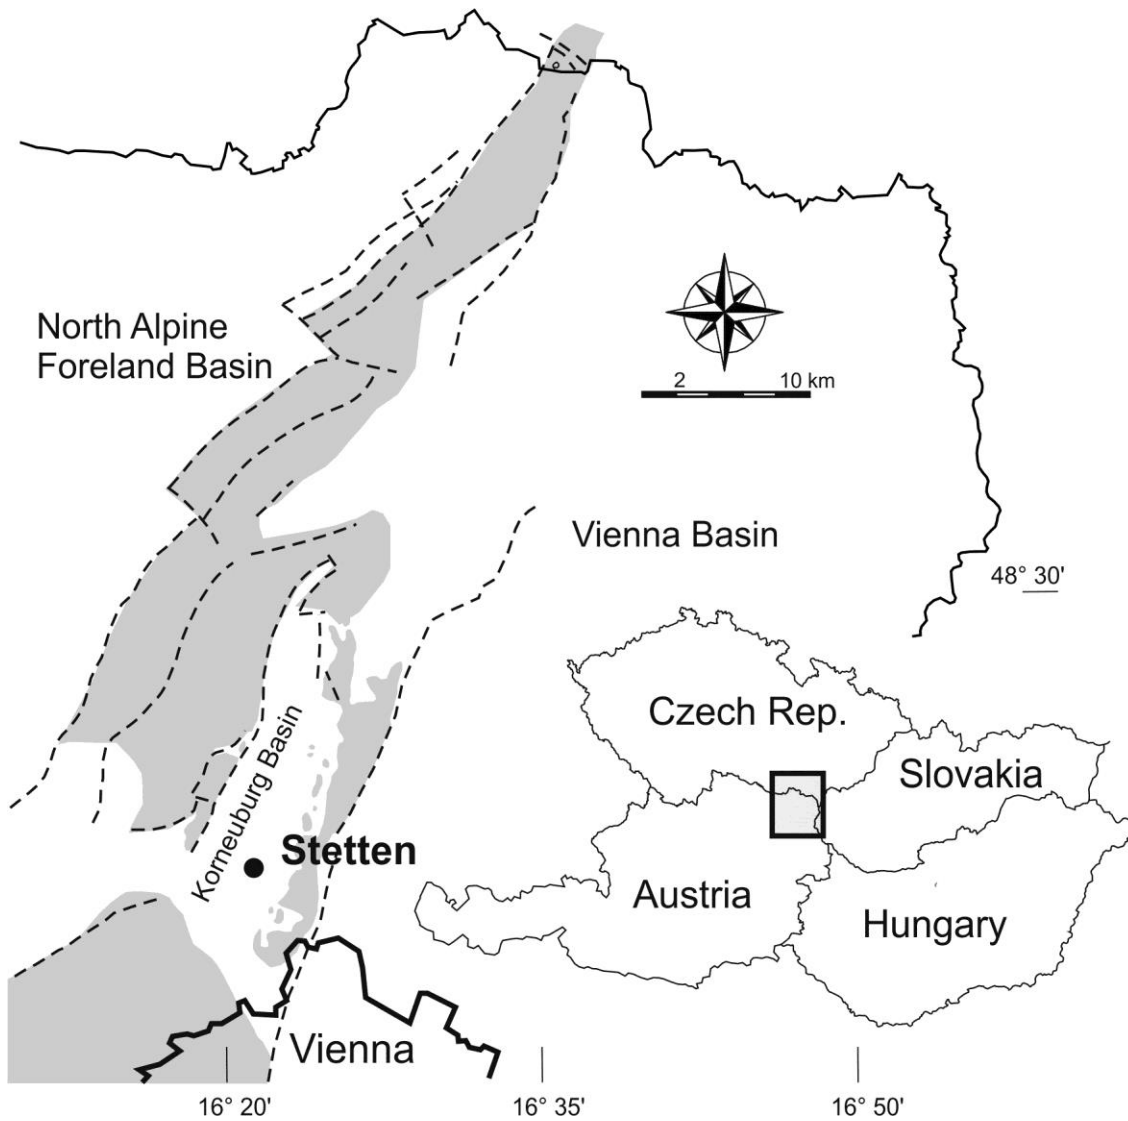 North Alpine
Foreland Basin
2
10 km
Vienna Basin
48° 30'
Czech Rep.
Slovakia
Korneuburg Basin
Stetten
Austria
Hungary
Vienna
16° 20'
16° 35'
16° 50'